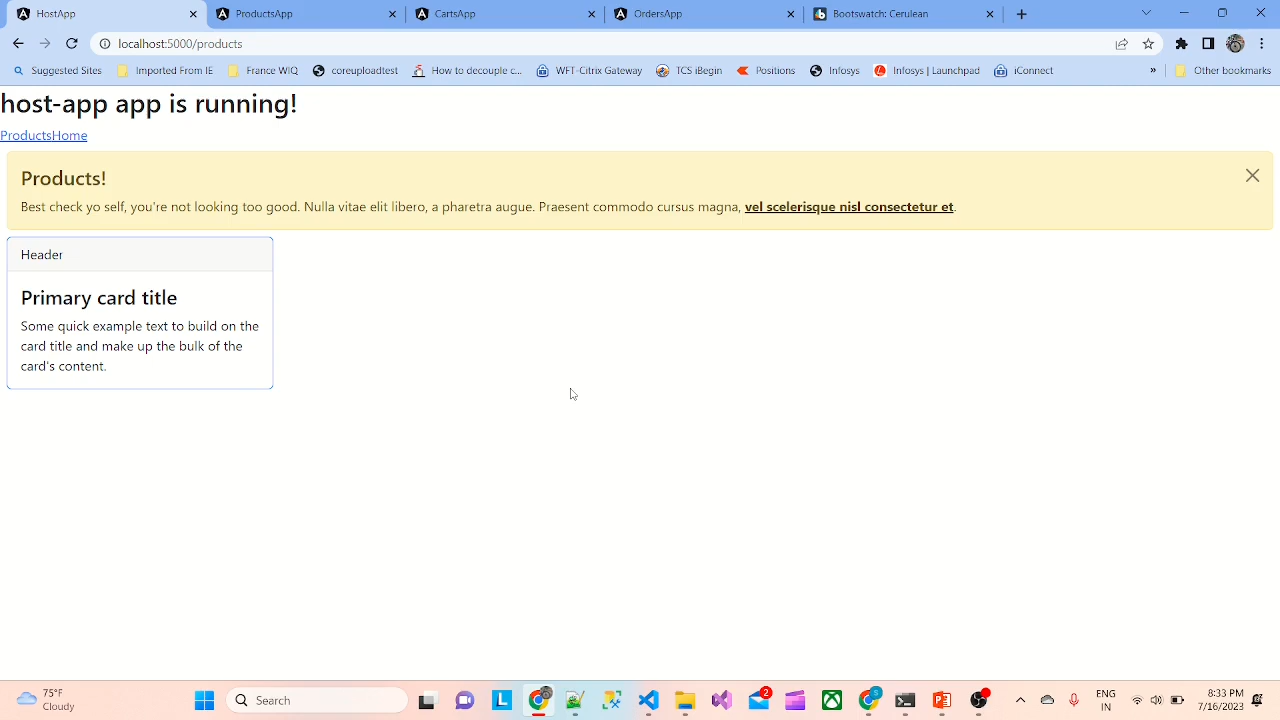 HostApp
ProductsApp
CartsApp
OrdersApp
Bootswatch: Cerulean
localhost:5000/products
Suggested Sites
Imported From IE
France WIQ
coreuploadtest
How to decouple c...
WFT-Citrix Gateway
TCS iBegin
Positions
Infosys
Infosys | Launchpad
iConnect
»
Other bookmarks
host-app app is running!
ProductsHome
Products!
Best check yo self, you're not looking too good. Nulla vitae elit libero, a pharetra augue. Praesent commodo cursus magna, vel scelerisque nisl consectetur et.
Header
Primary card title
Some quick example text to build on the
card title and make up the bulk of the
card's content.
75°F
Cloudy
Search
2
ENG
IN
8:33 PM
7/16/2022